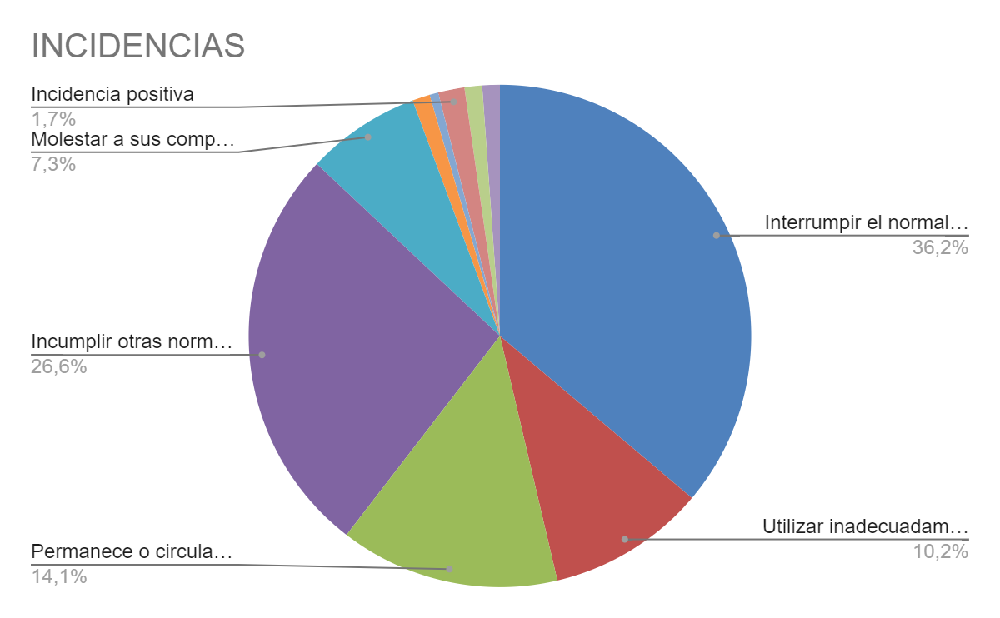 INCIDENCIAS
Incidencia positiva
1,7%
Molestar a sus comp…
7,3%
Interrumpir el normal…
36,2%
Incumplir otras norm…
26,6%
Utilizar inadecuadam…
10,2%
Permanece o circula…
14,1%